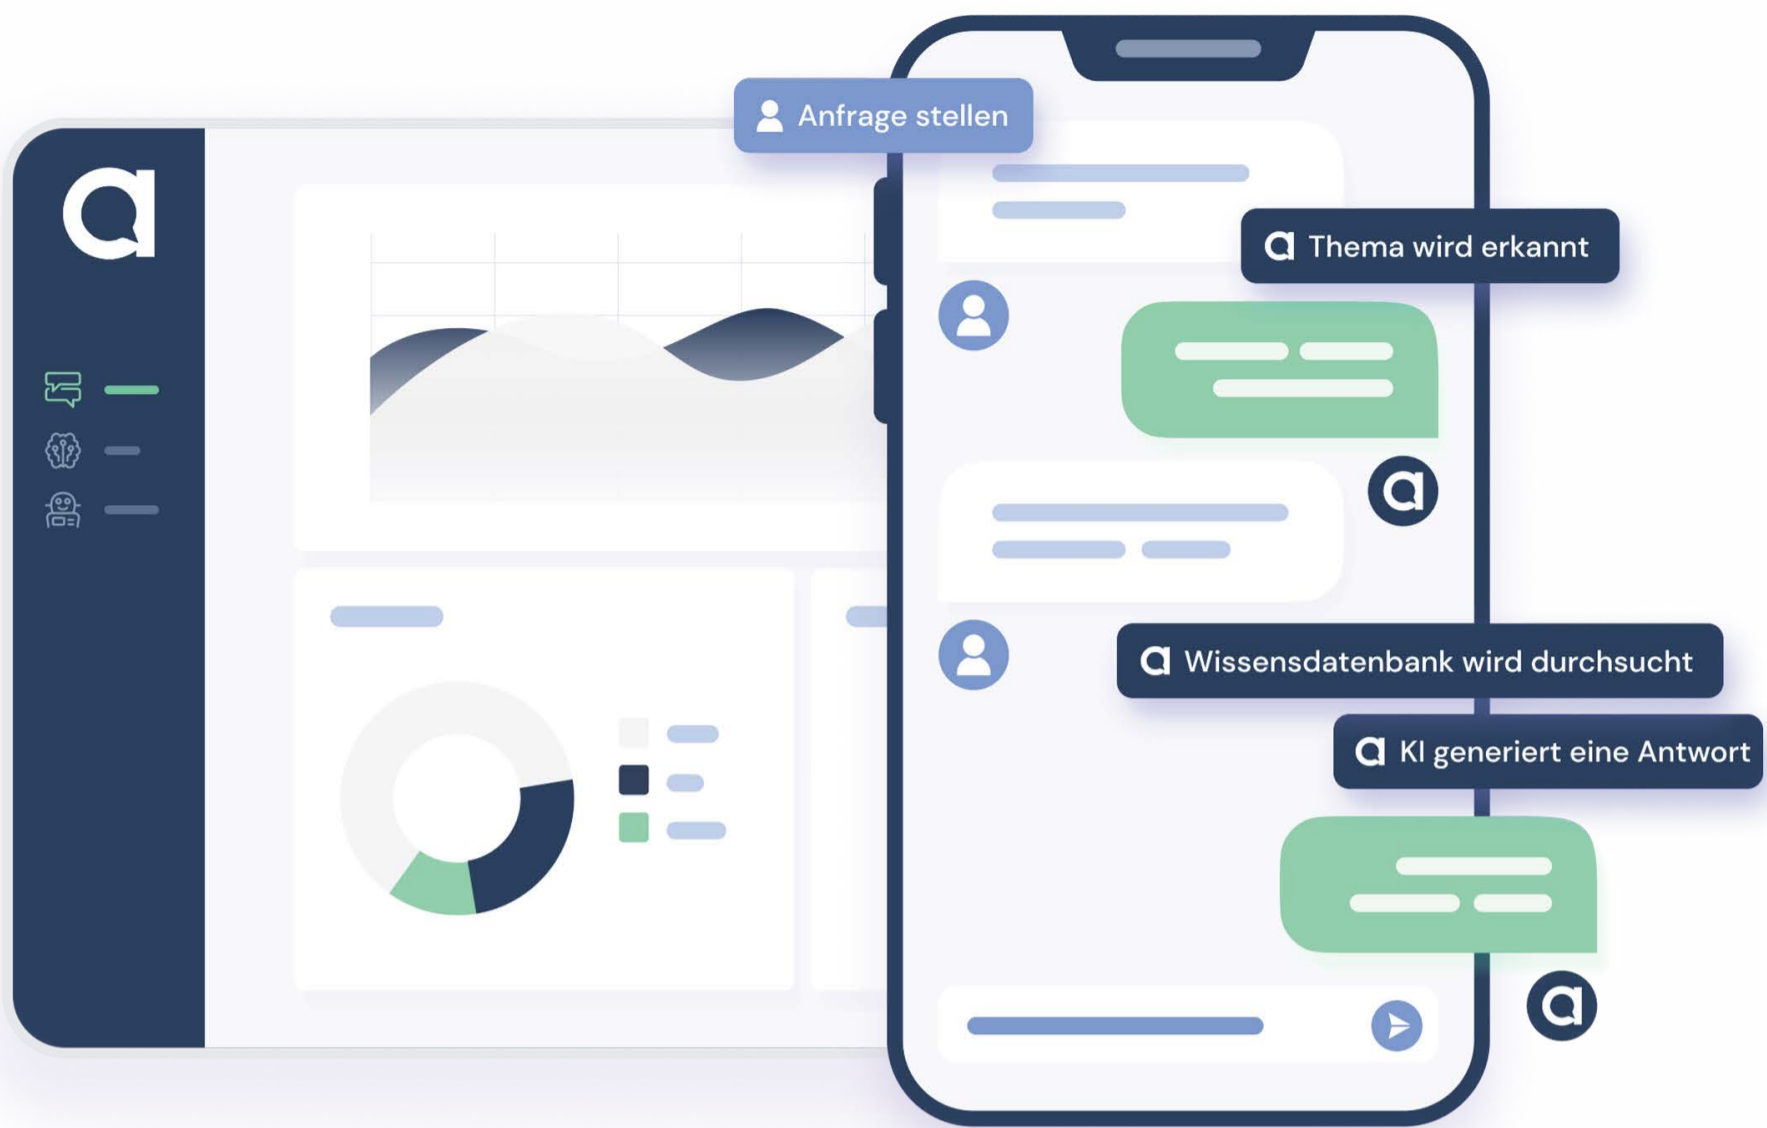 Anfrage stellen
Thema wird erkannt
Wissensdatenbank wird durchsucht
KI generiert eine Antwort